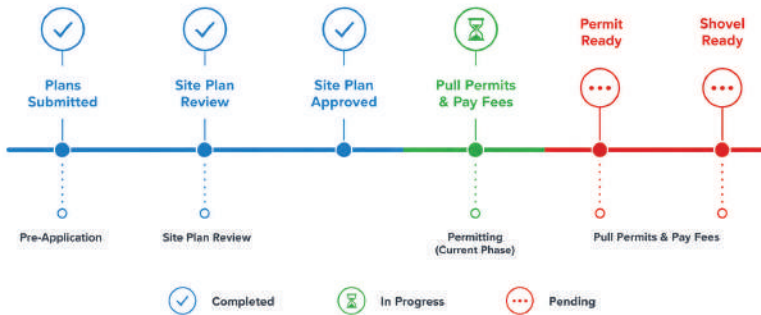 Plans
Submitted
Site Plan
Review
Site Plan
Approved
Pull Permits
& Pay Fees
Permit
Ready
Shovel
Ready
Pre-Application
Site Plan Review
Permitting
(Current Phase)
Pull Permits & Pay Fees
Completed
In Progress
Pending